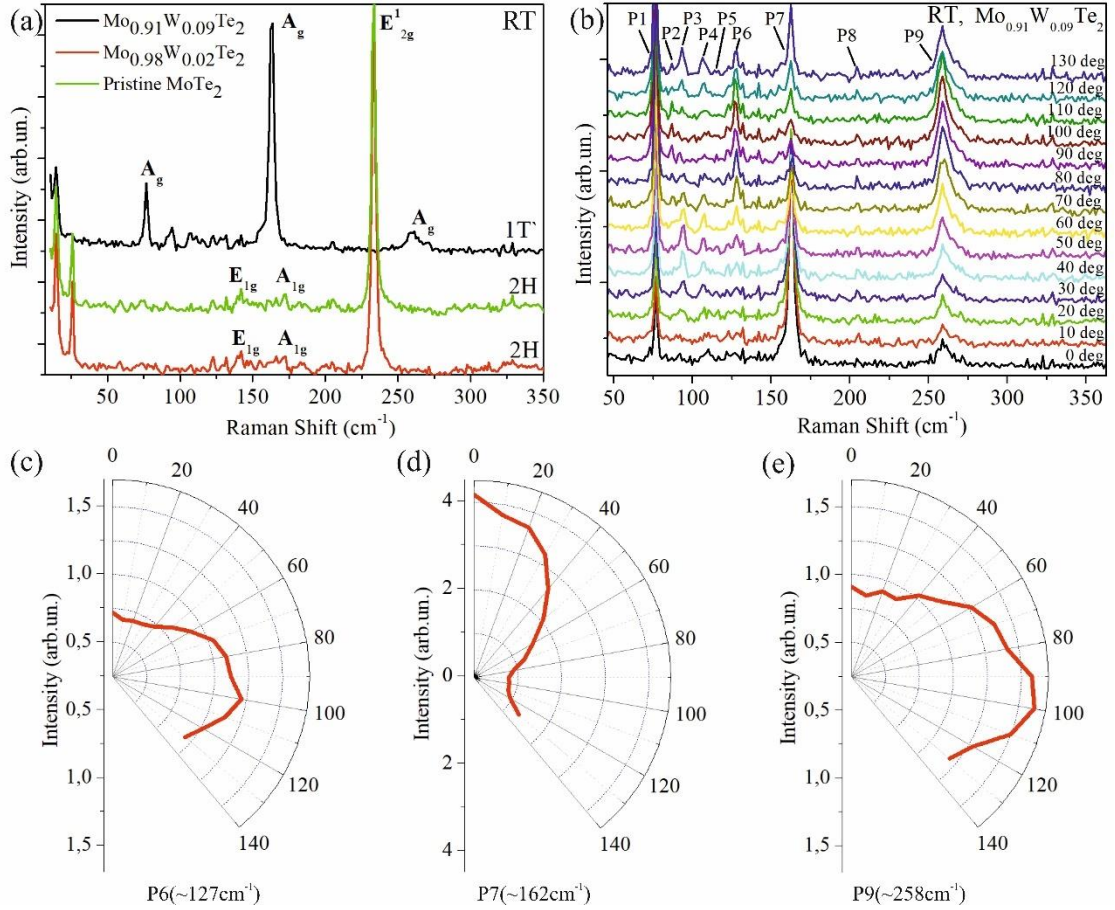 (a)
Mo0.91W0.09Te2
Mo0.98W0.02Te2
Pristine MoTe2
Ag
Ag
Ag
E12g
RT
1T`
E1g
A1g
2H
E1g
A1g
2H
50
100
150
200
250
300
350
Raman Shift (cm-1)
Intensity (arb.un.)
(b)
RT, Mo0.91W0.09Te2
P1
P2
P3
P4
P5
P6
P7
P8
P9
130 deg
120 deg
110 deg
100 deg
90 deg
80 deg
70 deg
60 deg
50 deg
40 deg
30 deg
20 deg
10 deg
0 deg
50
100
150
200
250
300
350
Raman Shift (cm-1)
Intensity (arb.un.)
(c)
0
20
40
60
80
100
120
140
1,5
1,0
0,5
0,5
1,0
1,5
Intensity (arb.un.)
P6(~127cm-1)
(d)
0
20
40
60
80
100
120
140
4
2
0
2
4
Intensity (arb.un.)
P7(~162cm-1)
(e)
0
20
40
60
80
100
120
140
1,5
1,0
0,5
0,5
1,0
1,5
Intensity (arb.un.)
P9(~258cm-1)